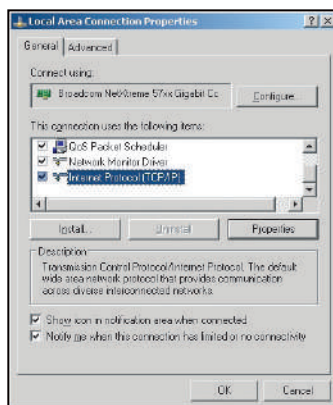 Local Area Connection Properties
General Advanced
Connect using:
Broadcom NetXtreme 57xx Gigabit Cc
Configure...
This connection uses the following items:
QoS Packet Scheduler
Network Monitor Driver
Internet Protocol (TCP/IP)
Install...
Uninstall
Properties
Description
Transmission Control Protocol/Internet Protocol. The default
wide area network protocol that provides communication
across diverse interconnected networks.
Show icon in notification area when connected
Notify me when this connection has limited or no connectivity
OK
Cancel